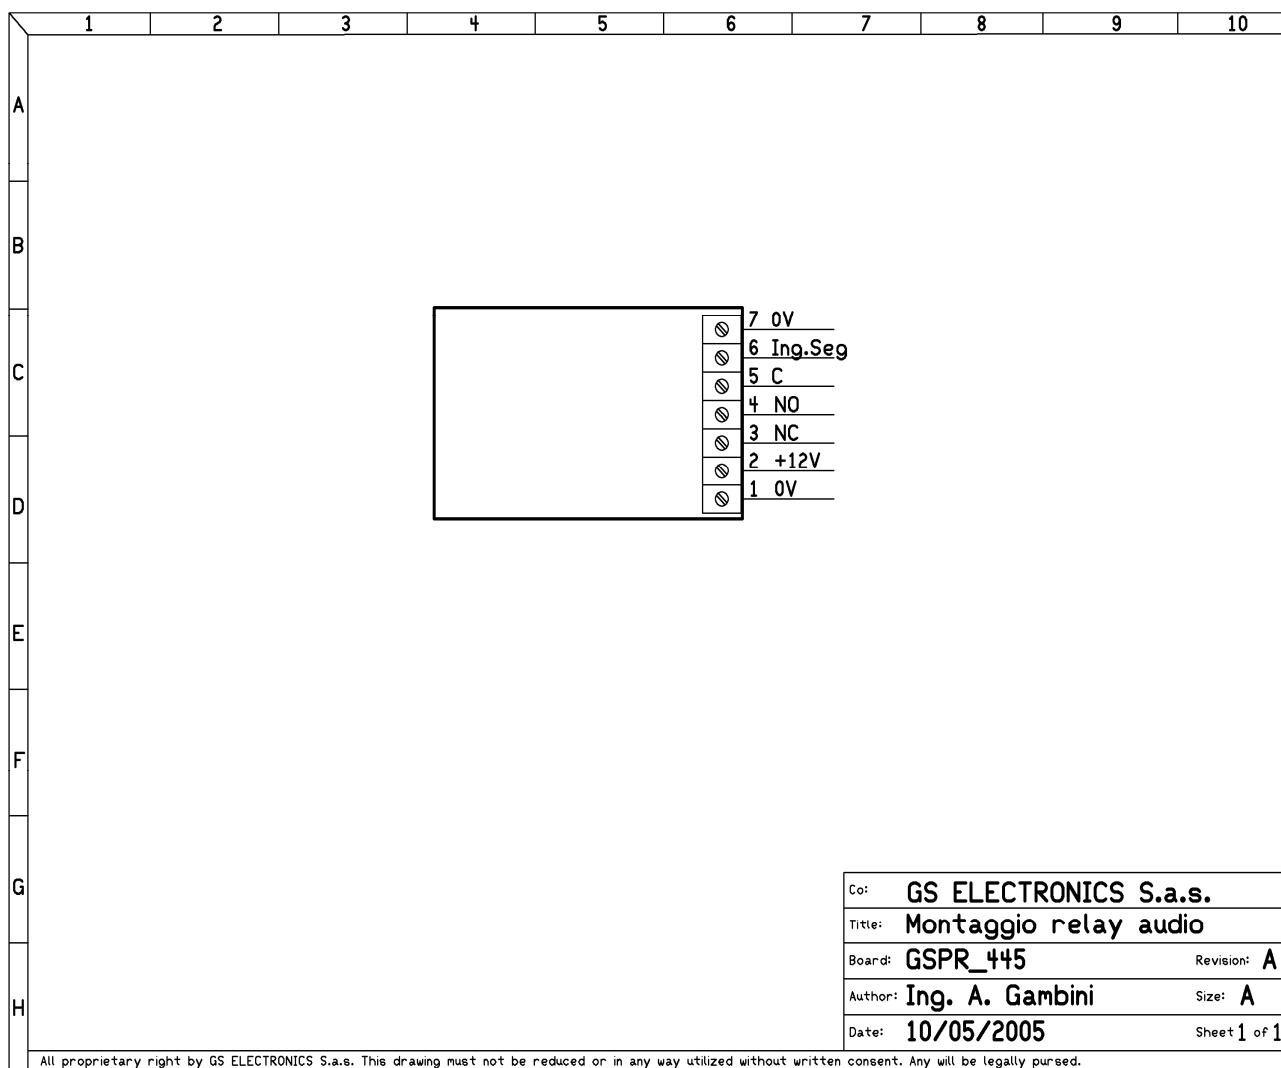 1 2 3 4 5 6 7 8 9 10
A
B
C
D
E
F
G
H
7 0V
6 Ing.Seg
5 C
4 NO
3 NC
2 +12V
1 0V
Co: GS ELECTRONICS S.a.s.
Title: Montaggio relay audio
Board: GSPR_445 Revision: A
Author: Ing. A. Gambini Size: A
Date: 10/05/2005 Sheet 1 of 1
All proprietary right by GS ELECTRONICS S.a.s. This drawing must not be reduced or in any way utilized without written consent. Any will be legally pursed.